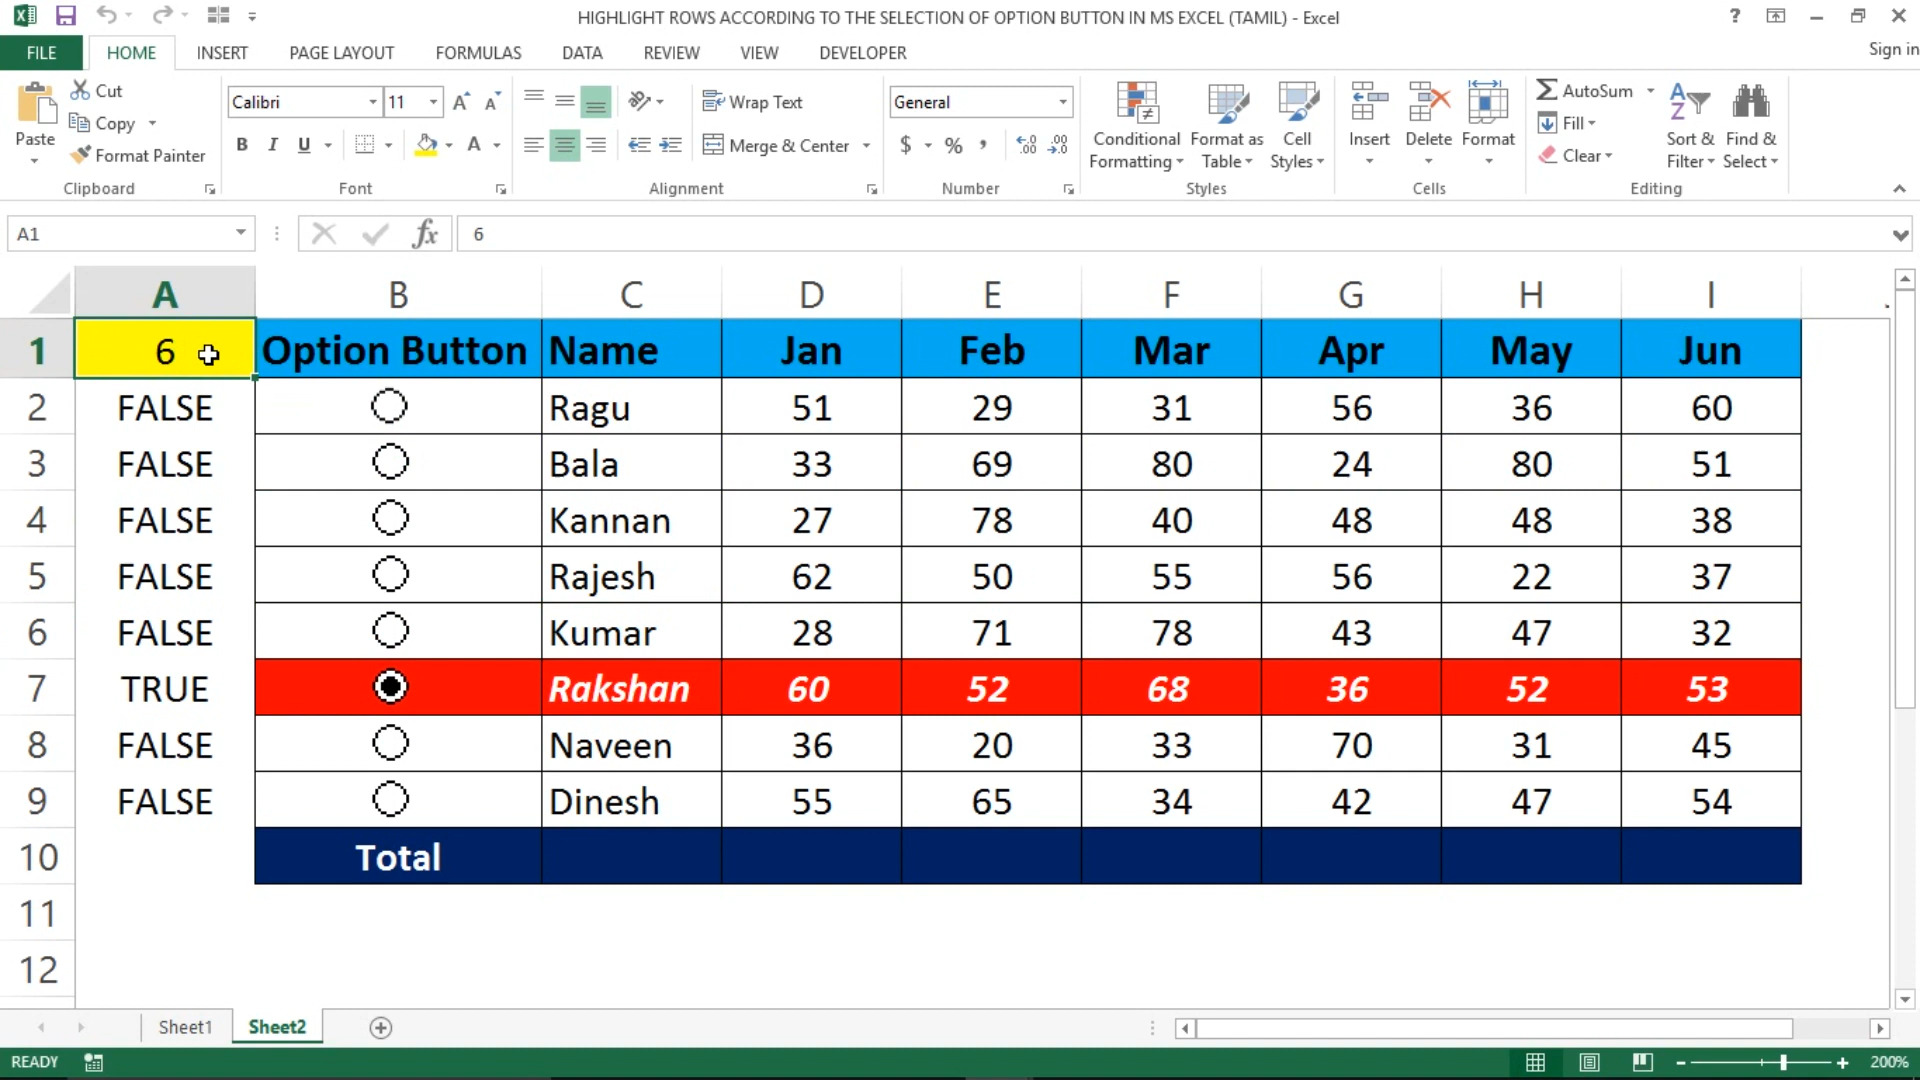 HIGHLIGHT ROWS ACCORDING TO THE SELECTION OF OPTION BUTTON IN MS EXCEL (TAMIL) - Excel
?
FILE HOME INSERT PAGE LAYOUT FORMULAS DATA REVIEW VIEW DEVELOPER Sign in
Paste
Cut
Copy
Format Painter
Clipboard
Calibri 11
B I U A
Font
Wrap Text
Merge & Center
Alignment
General
$ % , .00
Number
Conditional Formatting
Format as Table
Cell Styles
Styles
Insert Delete Format
Cells
AutoSum
Fill
Clear
Sort & Filter
Find & Select
Editing
A1 fx 6
A B C D E F G H I
1 6 Option Button Name Jan Feb Mar Apr May Jun
2 FALSE Ragu 51 29 31 56 36 60
3 FALSE Bala 33 69 80 24 80 51
4 FALSE Kannan 27 78 40 48 48 38
5 FALSE Rajesh 62 50 55 56 22 37
6 FALSE Kumar 28 71 78 43 47 32
7 TRUE Rakshan 60 52 68 36 52 53
8 FALSE Naveen 36 20 33 70 31 45
9 FALSE Dinesh 55 65 34 42 47 54
10 Total
11
12
Sheet1 Sheet2
READY 200%